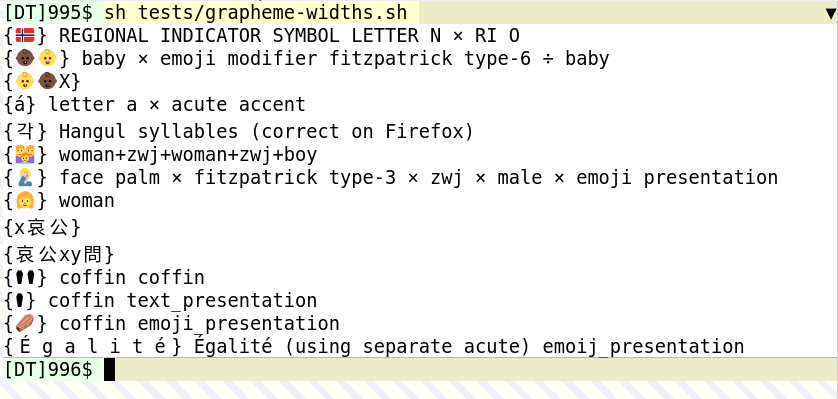 [DT]995$ sh tests/grapheme-widths.sh ▼
{🇳🇴} REGIONAL INDICATOR SYMBOL LETTER N × RI O
{👶🏿👶} baby × emoji modifier fitzpatrick type-6 ÷ baby
{👶👶🏿X}
{á} letter a × acute accent
{각} Hangul syllables (correct on Firefox)
{👩‍👩‍👦} woman+zwj+woman+zwj+boy
{🤦🏼‍♂️} face palm × fitzpatrick type-3 × zwj × male × emoji presentation
{👩} woman
{x哀公}
{哀公xy問}
{⚰⚰} coffin coffin
{⚰︎} coffin text_presentation
{⚰️} coffin emoji_presentation
{É g a l i t é} Égalité (using separate acute) emoij_presentation
[DT]996$